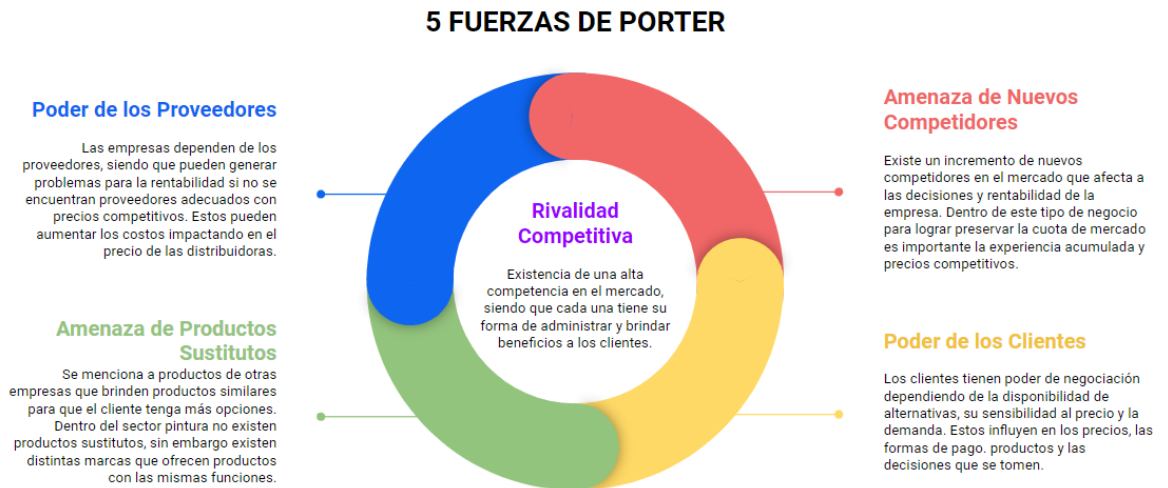 5 FUERZAS DE PORTER
Poder de los Proveedores
Las empresas dependen de los
proveedores, siendo que pueden generar
problemas para la rentabilidad si no se
encuentran proveedores adecuados con
precios competitivos. Estos pueden
aumentar los costos impactando en el
precio de las distribuidoras.
Amenaza de Nuevos
Competidores
Existe un incremento de nuevos
competidores en el mercado que afecta a
las decisiones y rentabilidad de la
empresa. Dentro de este tipo de negocio
para lograr preservar la cuota de mercado
es importante la experiencia acumulada y
precios competitivos.
Rivalidad
Competitiva
Existencia de una alta
competencia en el mercado,
siendo que cada una tiene su
forma de administrar y brindar
beneficios a los clientes.
Amenaza de Productos
Sustitutos
Se menciona a productos de otras
empresas que brinden productos similares
para que el cliente tenga más opciones.
Dentro del sector pintura no existen
productos sustitutos, sin embargo existen
distintas marcas que ofrecen productos
con las mismas funciones.
Poder de los Clientes
Los clientes tienen poder de negociación
dependiendo de la disponibilidad de
alternativas, su sensibilidad al precio y la
demanda. Estos influyen en los precios, las
formas de pago. productos y las
decisiones que se tomen.